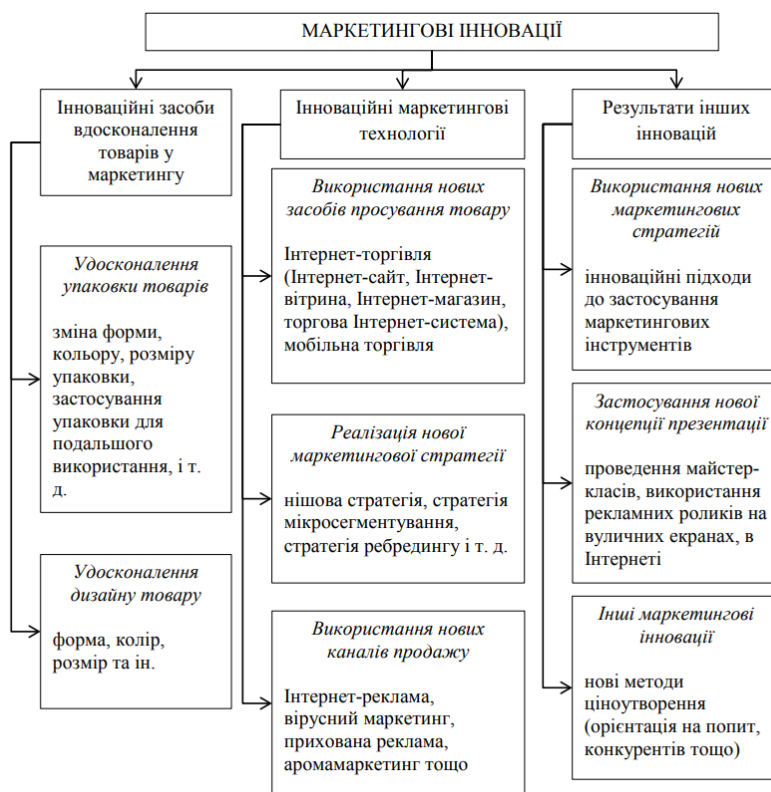 МАРКЕТИНГОВІ ІННОВАЦІЇ
Інноваційні засоби
вдосконалення
товарів у
маркетингу
Удосконалення
упаковки товарів
зміна форми,
кольору, розміру
упаковки,
застосування
упаковки для
подальшого
використання, і т.
д.
Удосконалення
дизайну товару
форма, колір,
розмір та ін.
Інноваційні маркетингові
технології
Використання нових
засобів просування товару
Інтернет-торгівля
(Інтернет-сайт, Інтернет-
вітрина, Інтернет-магазин,
торгова Інтернет-система),
мобільна торгівля
Реалізація нової
маркетингової стратегії
нішова стратегія, стратегія
мікросегментування,
стратегія ребредингу і т. д.
Використання нових
каналів продажу
Інтернет-реклама,
вірусний маркетинг,
прихована реклама,
аромамаркетинг тощо
Результати інших
інновацій
Використання нових
маркетингових
стратегій
інноваційні підходи
до застосування
маркетингових
інструментів
Застосування нової
концепції презентації
проведення майстер-
класів, використання
рекламних роликів на
вуличних екранах, в
Інтернеті
Інші маркетингові
інновації
нові методи
ціноутворення
(орієнтація на попит,
конкурентів тощо)